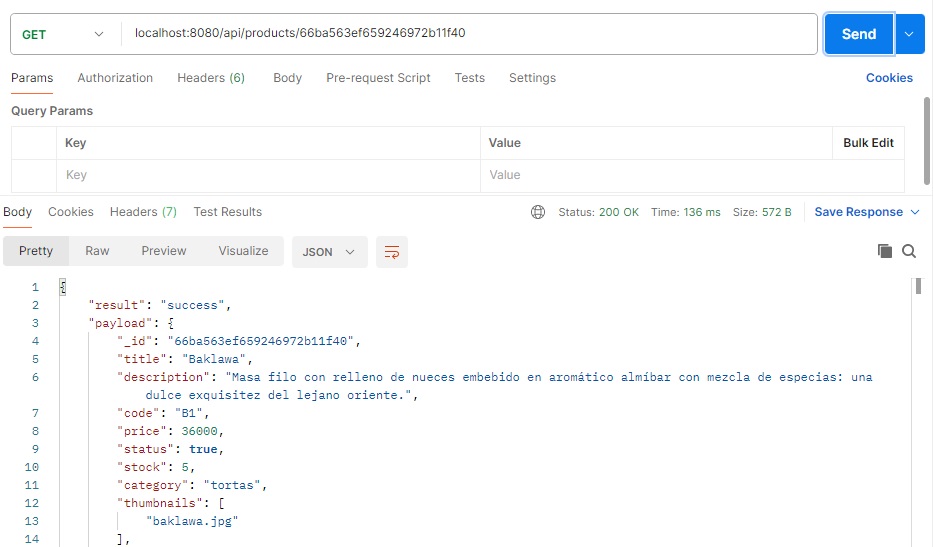 GET localhost:8080/api/products/66ba563ef659246972b11f40 Send
Params Authorization Headers (6) Body Pre-request Script Tests Settings Cookies
Query Params
Key Value Bulk Edit
Key Value
Body Cookies Headers (7) Test Results Status: 200 OK Time: 136 ms Size: 572 B Save Response
Pretty Raw Preview Visualize JSON
1 {
2 "result": "success",
3 "payload": {
4 "_id": "66ba563ef659246972b11f40",
5 "title": "Baklawa",
6 "description": "Masa filo con relleno de nueces embebido en aromático almíbar con mezcla de especias: una
dulce exquisitez del lejano oriente.",
7 "code": "B1",
8 "price": 36000,
9 "status": true,
10 "stock": 5,
11 "category": "tortas",
12 "thumbnails": [
13 "baklawa.jpg"
14 ],